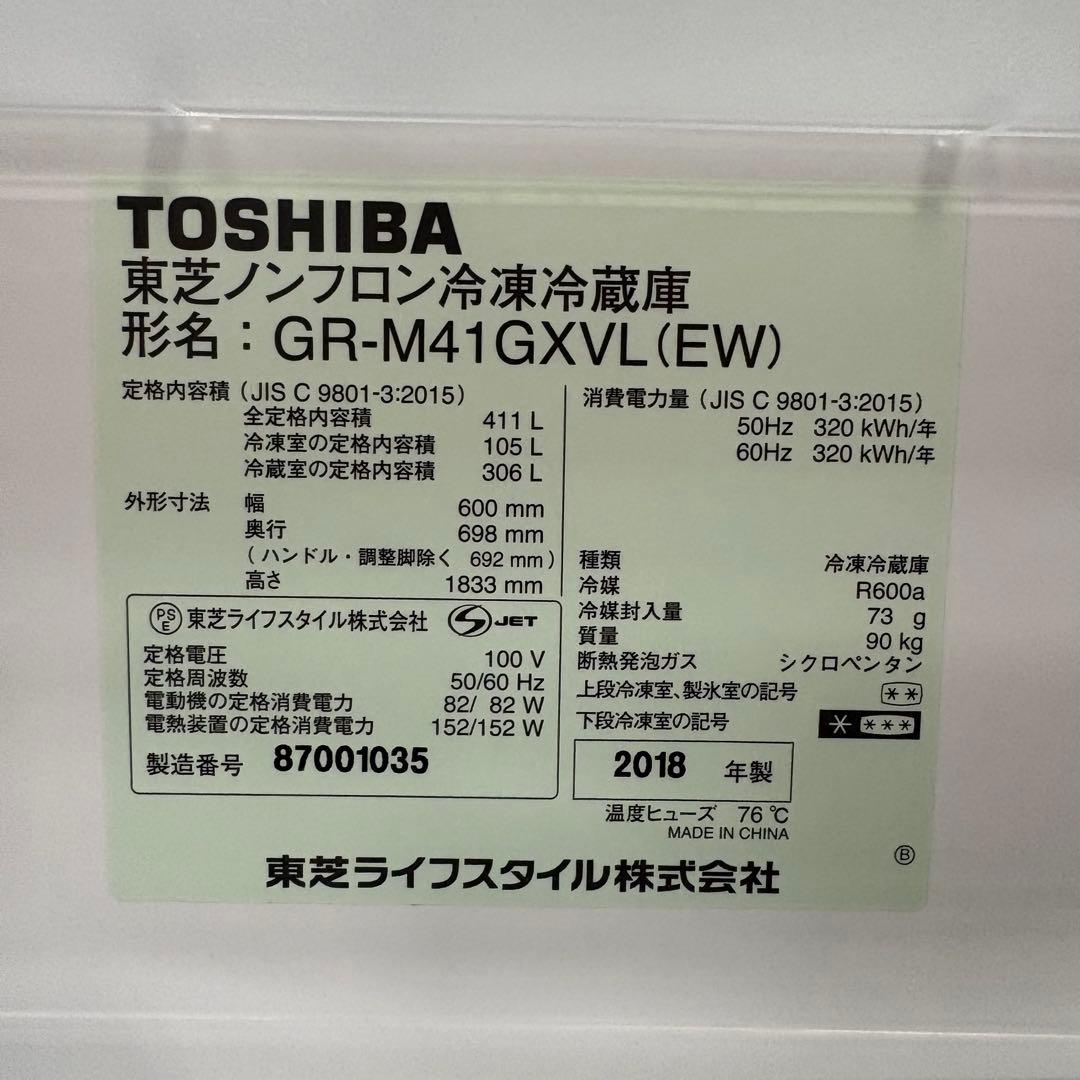 TOSHIBA
東芝ノンフロン冷凍冷蔵庫
形名：GR-M41GXVL(EW)
定格内容積（JIS C 9801-3:2015）
全定格内容積 411 L
冷凍室の定格内容積 105 L
冷蔵室の定格内容積 306 L
外形寸法 幅 600 mm
奥行 698 mm
（ハンドル・調整脚除く 692 mm）
高さ 1833 mm
PSE 東芝ライフスタイル株式会社 S JET
定格電圧 100 V
定格周波数 50/60 Hz
電動機の定格消費電力 82/ 82 W
電熱装置の定格消費電力 152/152 W
製造番号 87001035
消費電力量（JIS C 9801-3:2015）
50Hz 320 kWh/年
60Hz 320 kWh/年
種類 冷凍冷蔵庫
冷媒 R600a
冷媒封入量 73 g
質量 90 kg
断熱発泡ガス シクロペンタン
上段冷凍室、製氷室の記号 **
下段冷凍室の記号 * ***
2018 年製
温度ヒューズ 76 ℃
MADE IN CHINA
Ⓑ
東芝ライフスタイル株式会社